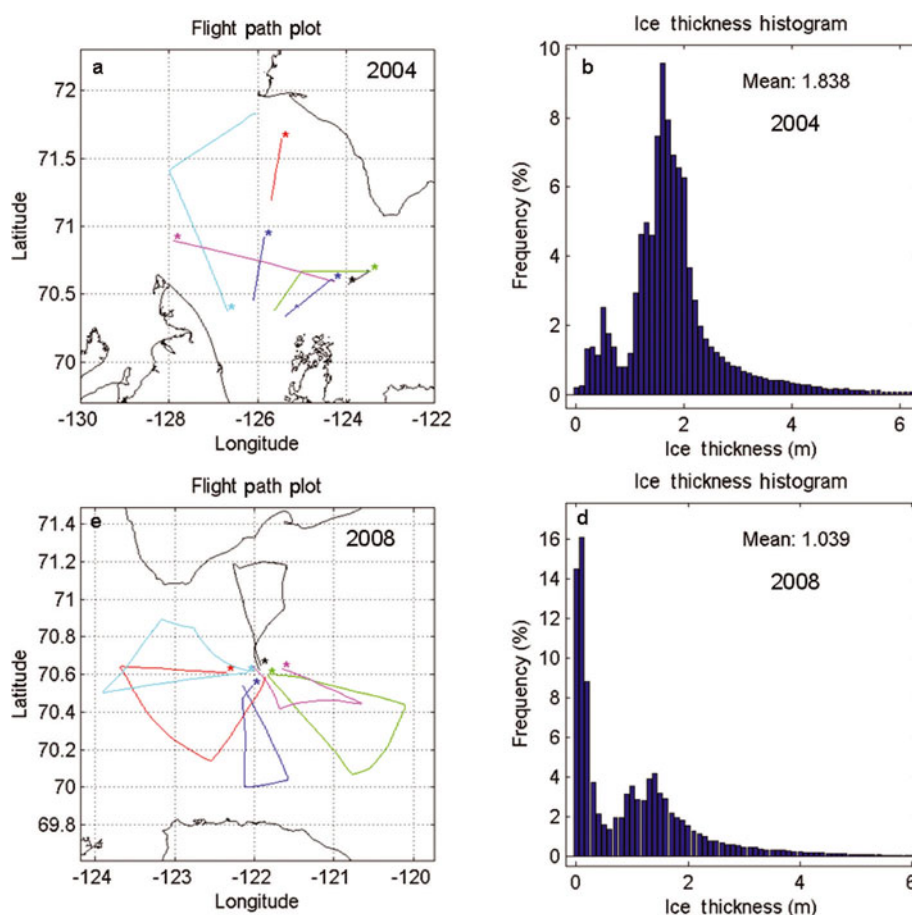 Flight path plot
a
2004
72
71.5
71
70.5
70
Latitude
-130
-128
-126
-124
-122
Longitude
Ice thickness histogram
b
Mean: 1.838
2004
10
8
6
4
2
0
Frequency (%)
0
2
4
6
Ice thickness (m)
Flight path plot
e
2008
71.4
71.2
71
70.8
70.6
70.4
70.2
70
69.8
Latitude
-124
-123
-122
-121
-120
Longitude
Ice thickness histogram
d
Mean: 1.039
2008
16
14
12
10
8
6
4
2
0
Frequency (%)
0
2
4
6
Ice thickness (m)